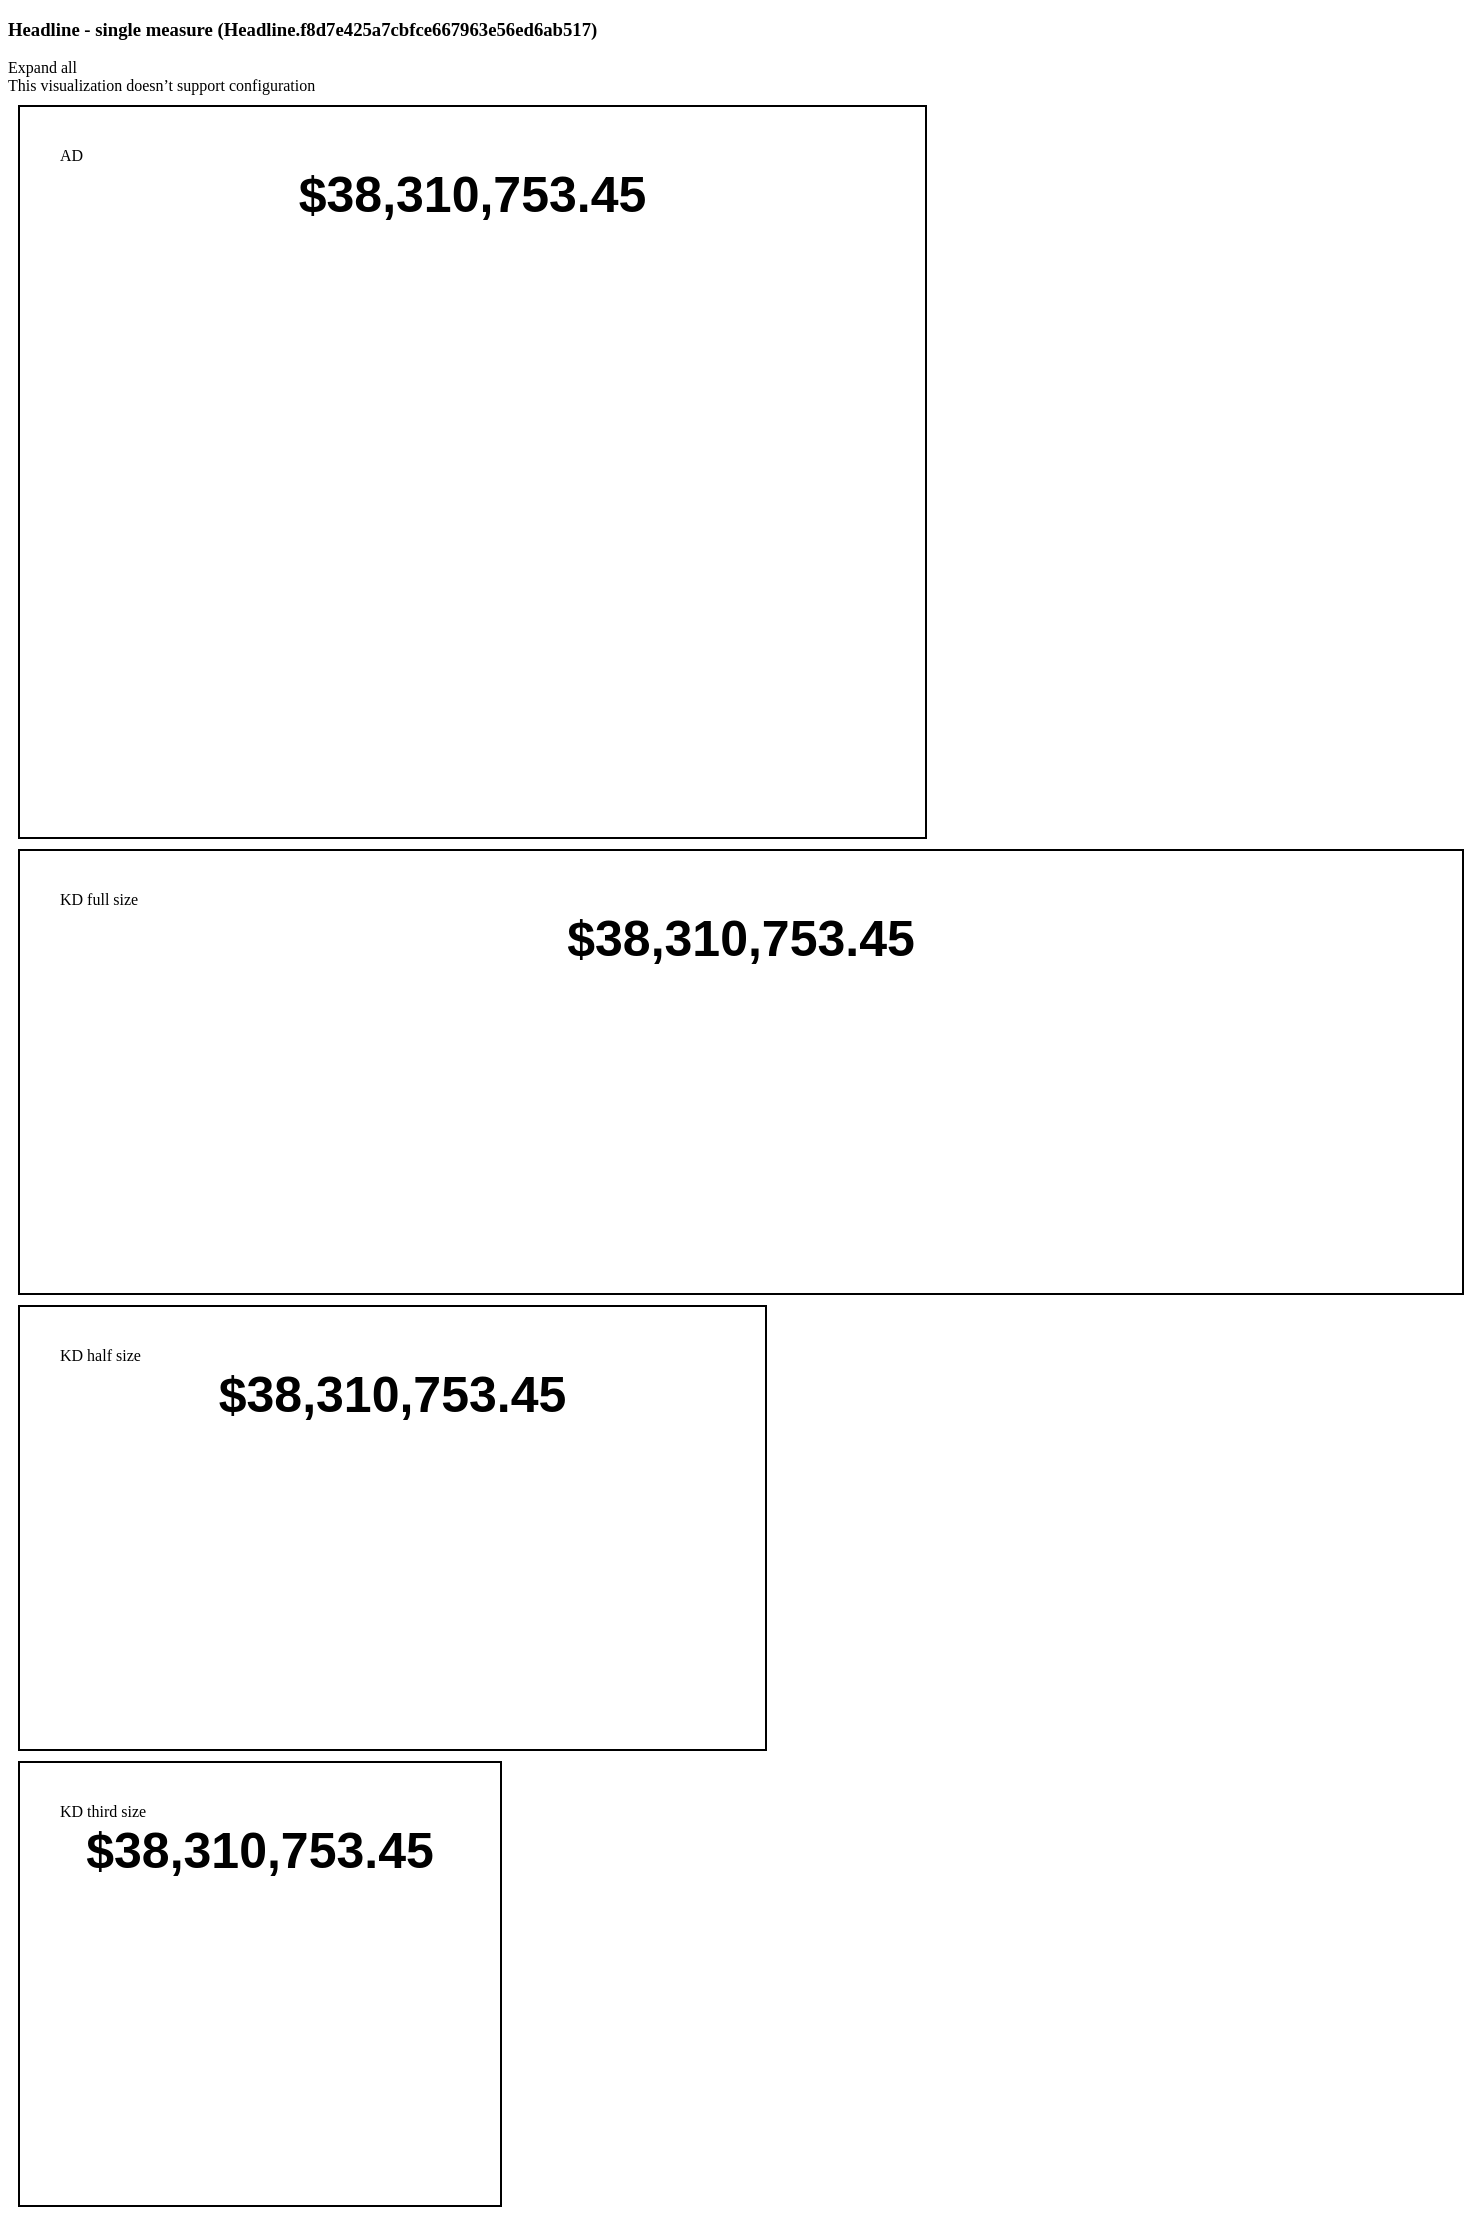 Headline - single measure (Headline.f8d7e425a7cbfce667963e56ed6ab517)
Expand all
This visualization doesn’t support configuration
AD
$38,310,753.45
KD full size
$38,310,753.45
KD half size
$38,310,753.45
KD third size
$38,310,753.45